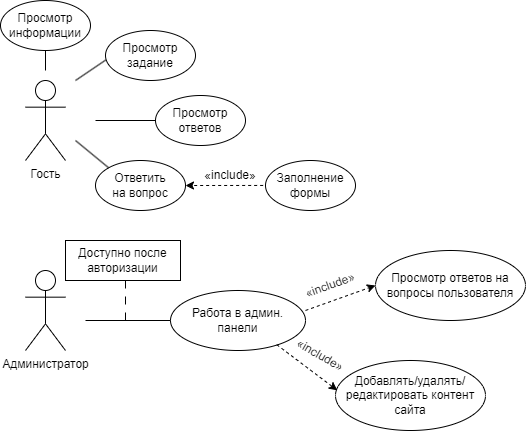 Просмотр
информации
Просмотр
задание
Просмотр
ответов
Гость
Ответить
на вопрос
«include»
Заполнение
формы
Доступно после
авторизации
Администратор
Работа в админ.
панели
«include»
Просмотр ответов на
вопросы пользователя
«include»
Добавлять/удалять/
редактировать контент
сайта